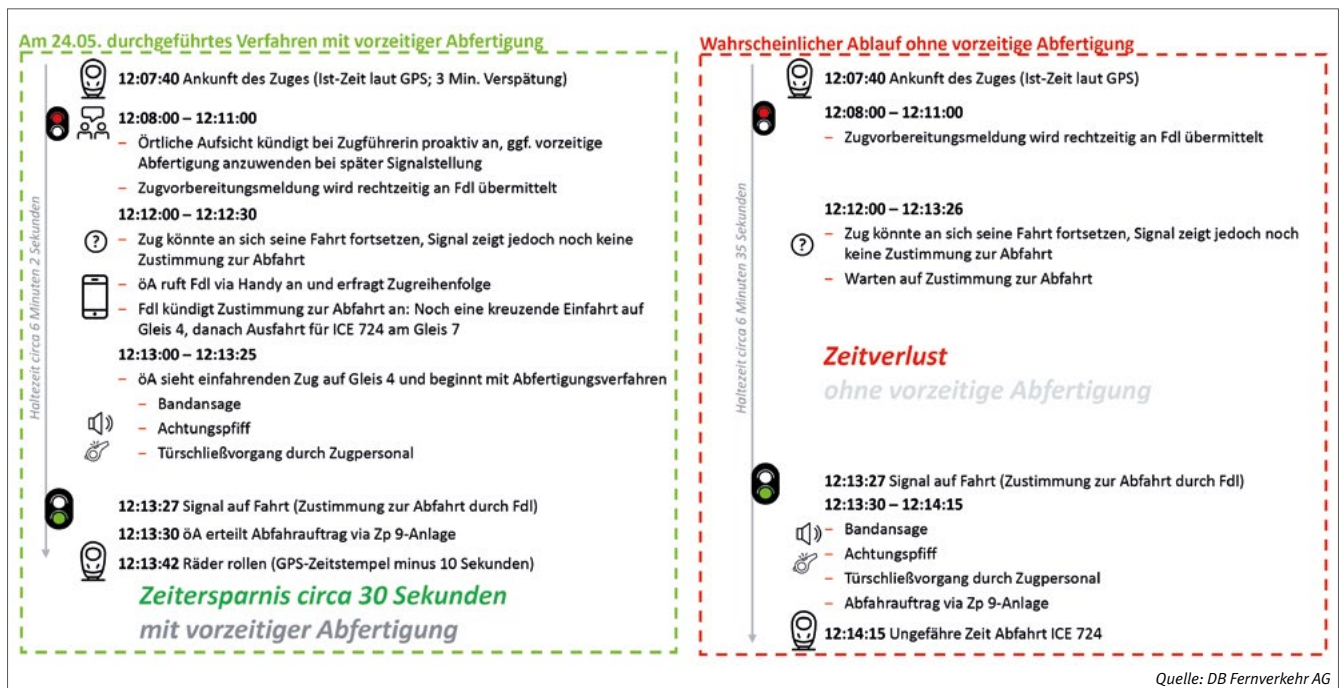 Am 24.05. durchgeführtes Verfahren mit vorzeitiger Abfertigung
Haltezeit circa 6 Minuten 2 Sekunden
12:07:40 Ankunft des Zuges (Ist-Zeit laut GPS; 3 Min. Verspätung)
12:08:00 – 12:11:00
– Örtliche Aufsicht kündigt bei Zugführerin proaktiv an, ggf. vorzeitige
Abfertigung anzuwenden bei später Signalstellung
– Zugvorbereitungsmeldung wird rechtzeitig an Fdl übermittelt
12:12:00 – 12:12:30
? – Zug könnte an sich seine Fahrt fortsetzen, Signal zeigt jedoch noch keine
Zustimmung zur Abfahrt
– öA ruft Fdl via Handy an und erfragt Zugreihenfolge
– Fdl kündigt Zustimmung zur Abfahrt an: Noch eine kreuzende Einfahrt auf
Gleis 4, danach Ausfahrt für ICE 724 am Gleis 7
12:13:00 – 12:13:25
– öA sieht einfahrenden Zug auf Gleis 4 und beginnt mit Abfertigungsverfahren
– Bandansage
– Achtungspfiff
– Türschließvorgang durch Zugpersonal
12:13:27 Signal auf Fahrt (Zustimmung zur Abfahrt durch Fdl)
12:13:30 öA erteilt Abfahrauftrag via Zp 9-Anlage
12:13:42 Räder rollen (GPS-Zeitstempel minus 10 Sekunden)
Zeitersparnis circa 30 Sekunden
mit vorzeitiger Abfertigung
Wahrscheinlicher Ablauf ohne vorzeitige Abfertigung
Haltezeit circa 6 Minuten 35 Sekunden
12:07:40 Ankunft des Zuges (Ist-Zeit laut GPS)
12:08:00 – 12:11:00
– Zugvorbereitungsmeldung wird rechtzeitig an Fdl übermittelt
12:12:00 – 12:13:26
? – Zug könnte an sich seine Fahrt fortsetzen, Signal zeigt jedoch noch
keine Zustimmung zur Abfahrt
– Warten auf Zustimmung zur Abfahrt
Zeitverlust
ohne vorzeitige Abfertigung
12:13:27 Signal auf Fahrt (Zustimmung zur Abfahrt durch Fdl)
12:13:30 – 12:14:15
– Bandansage
– Achtungspfiff
– Türschließvorgang durch Zugpersonal
– Abfahrauftrag via Zp 9-Anlage
12:14:15 Ungefähre Zeit Abfahrt ICE 724
Quelle: DB Fernverkehr AG